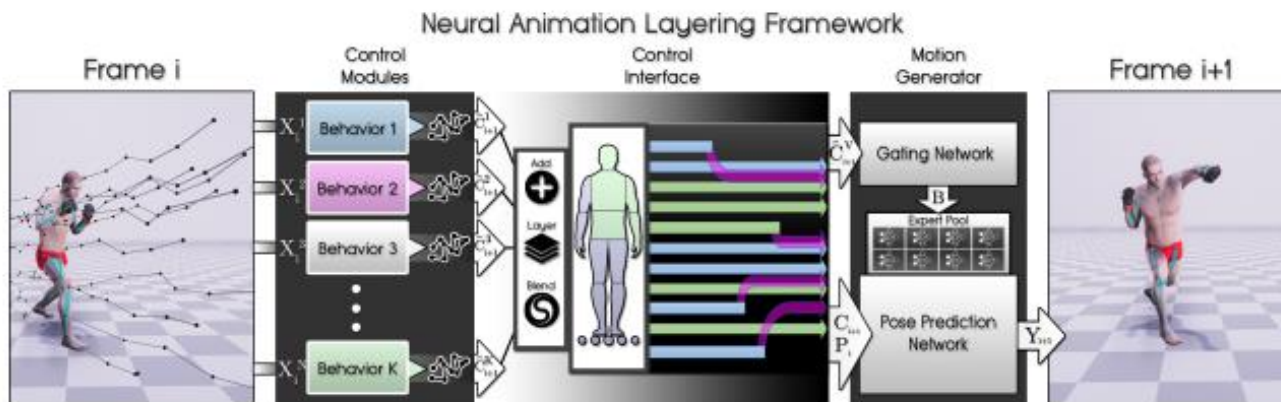 Neural Animation Layering Framework
Frame i
Control
Modules
Control
Interface
Motion
Generator
Frame i+1
Behavior 1
Behavior 2
Behavior 3
Behavior K
Add
Layer
Blend
Gating Network
B
Expert Pool
Pose Prediction
Network